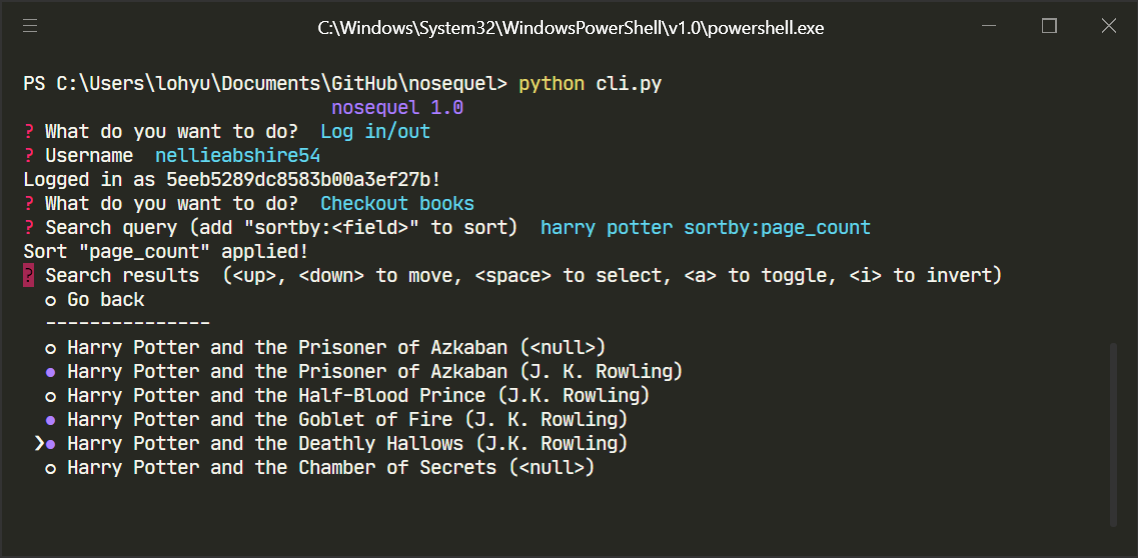 C:\Windows\System32\WindowsPowerShell\v1.0\powershell.exe
PS C:\Users\lohyu\Documents\GitHub\nosequel> python cli.py
nosequel 1.0
? What do you want to do?  Log in/out
? Username  nellieabshire54
Logged in as 5eeb5289dc8583b00a3ef27b!
? What do you want to do?  Checkout books
? Search query (add "sortby:<field>" to sort)  harry potter sortby:page_count
Sort "page_count" applied!
? Search results  (<up>, <down> to move, <space> to select, <a> to toggle, <i> to invert)
○ Go back
---------------
○ Harry Potter and the Prisoner of Azkaban (<null>)
● Harry Potter and the Prisoner of Azkaban (J. K. Rowling)
○ Harry Potter and the Half-Blood Prince (J.K. Rowling)
● Harry Potter and the Goblet of Fire (J. K. Rowling)
❯● Harry Potter and the Deathly Hallows (J.K. Rowling)
○ Harry Potter and the Chamber of Secrets (<null>)